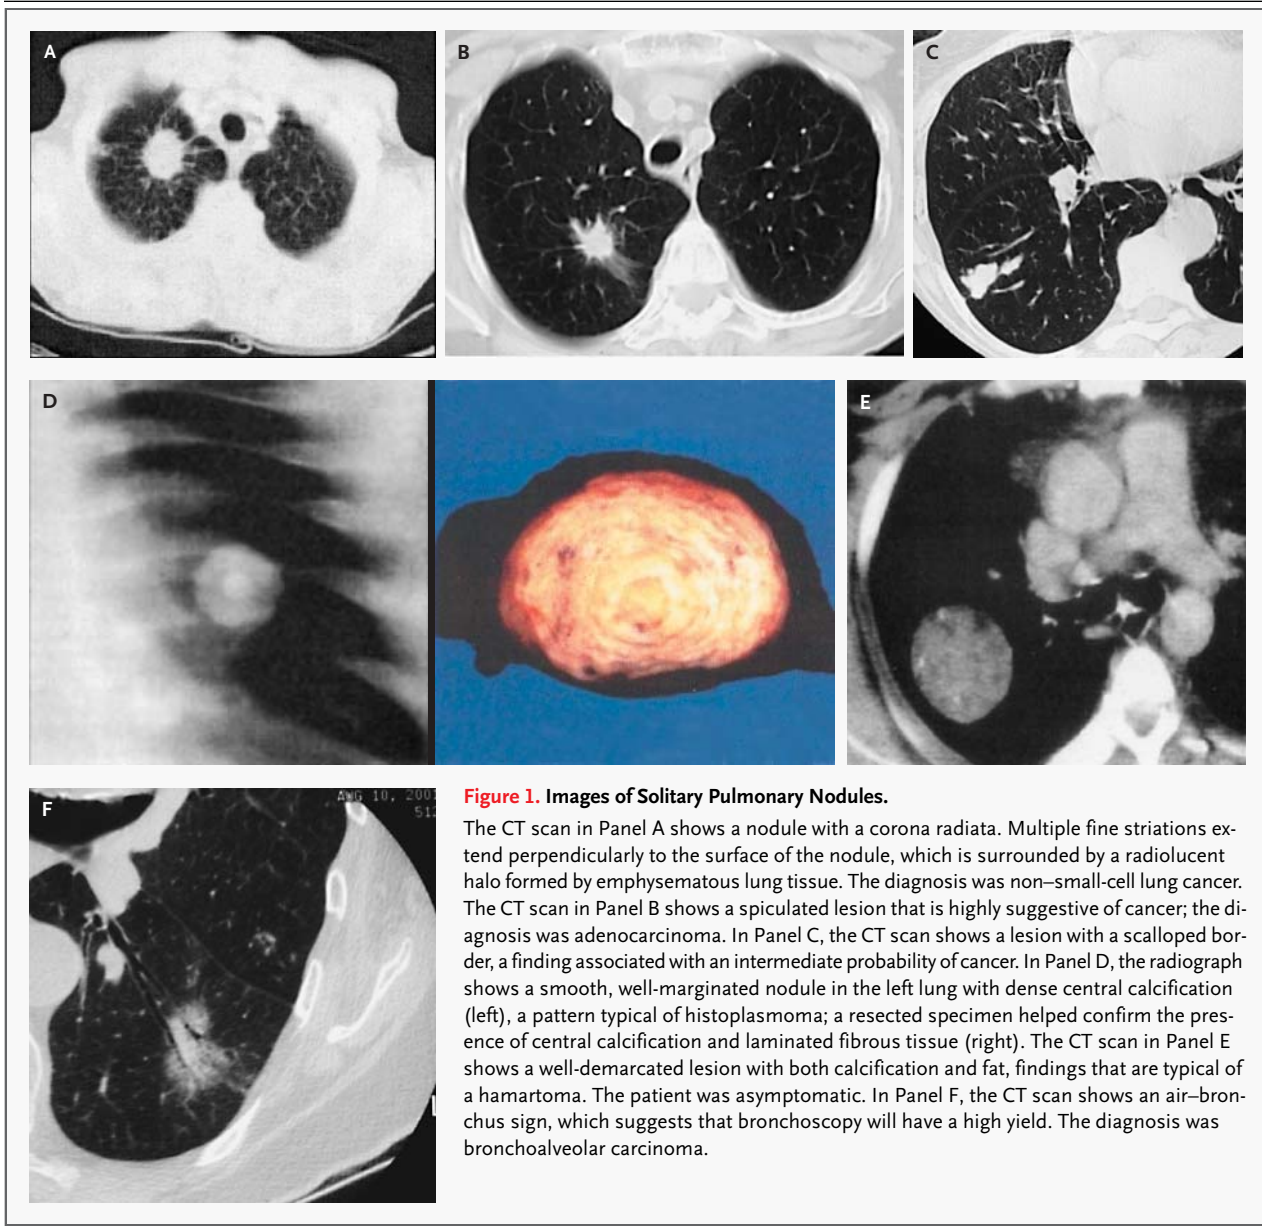 A
B
C
D
E
F
AUG 10, 2001
512
Figure 1. Images of Solitary Pulmonary Nodules.
The CT scan in Panel A shows a nodule with a corona radiata. Multiple fine striations ex-
tend perpendicularly to the surface of the nodule, which is surrounded by a radiolucent
halo formed by emphysematous lung tissue. The diagnosis was non–small-cell lung cancer.
The CT scan in Panel B shows a spiculated lesion that is highly suggestive of cancer; the di-
agnosis was adenocarcinoma. In Panel C, the CT scan shows a lesion with a scalloped bor-
der, a finding associated with an intermediate probability of cancer. In Panel D, the radiograph
shows a smooth, well-marginated nodule in the left lung with dense central calcification
(left), a pattern typical of histoplasmoma; a resected specimen helped confirm the pres-
ence of central calcification and laminated fibrous tissue (right). The CT scan in Panel E
shows a well-demarcated lesion with both calcification and fat, findings that are typical of
a hamartoma. The patient was asymptomatic. In Panel F, the CT scan shows an air–bron-
chus sign, which suggests that bronchoscopy will have a high yield. The diagnosis was
bronchoalveolar carcinoma.